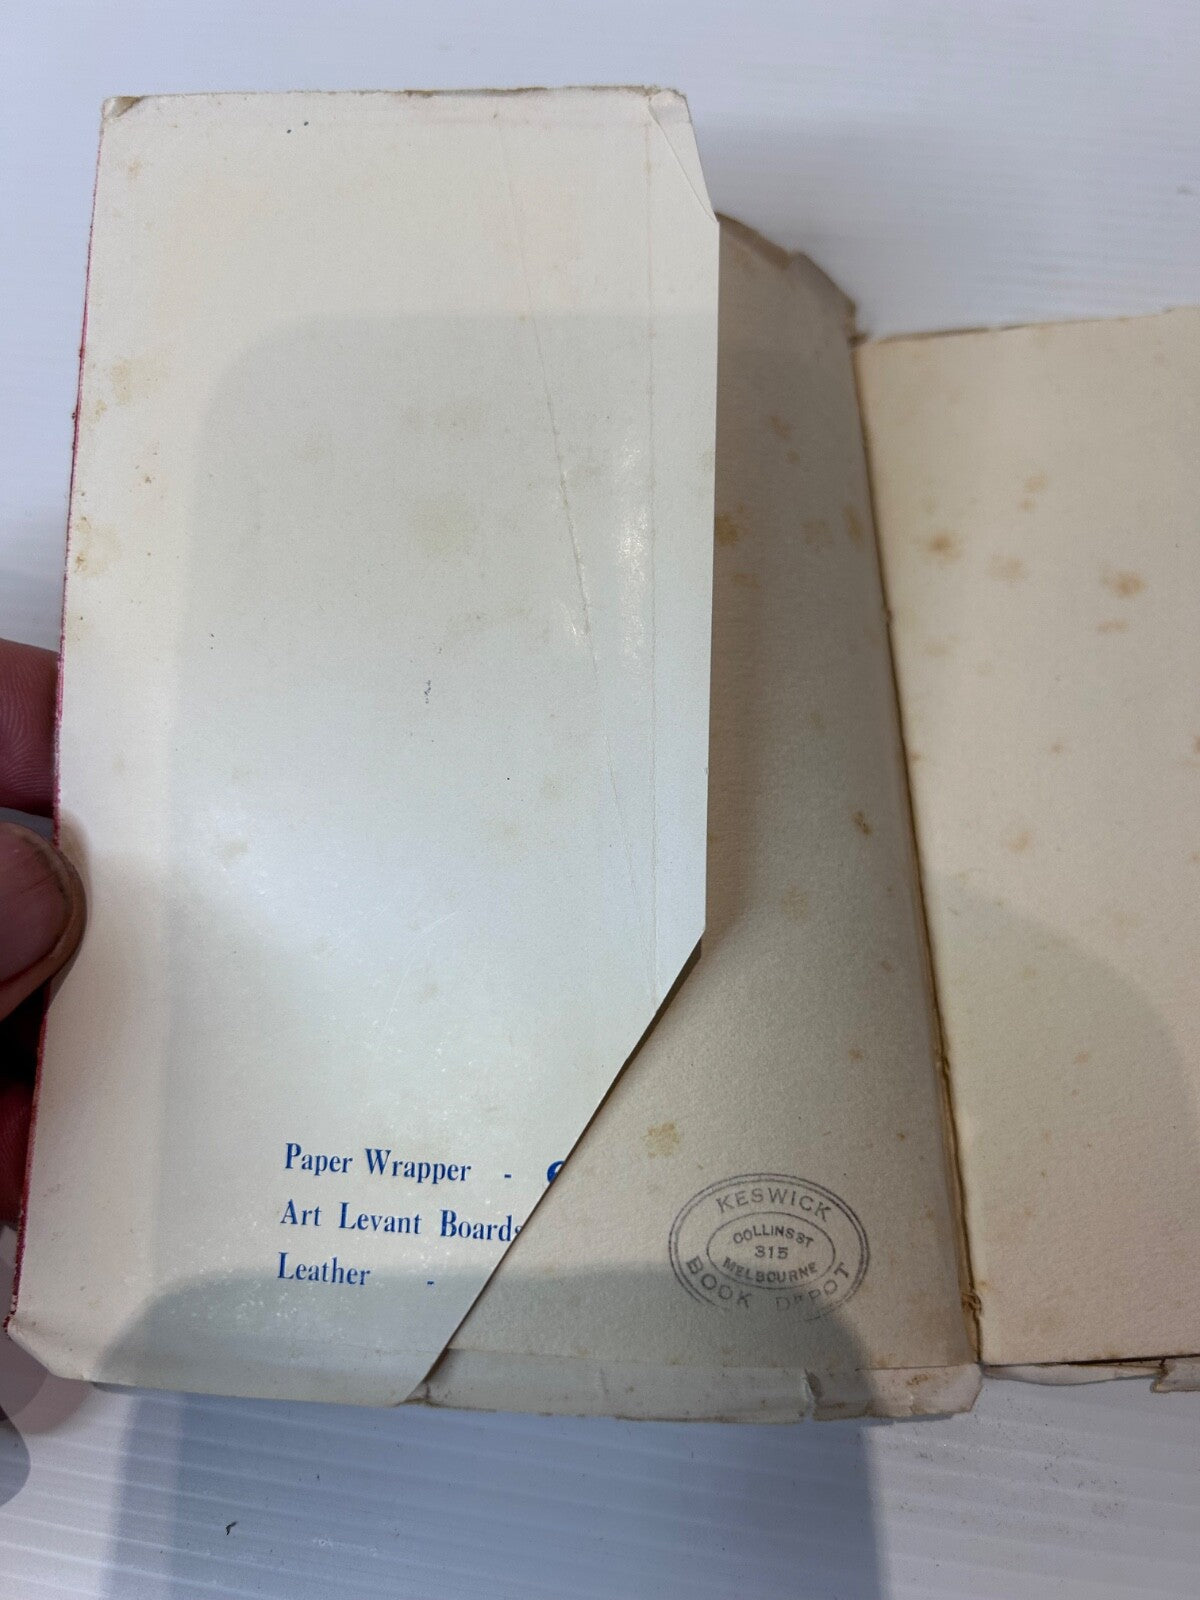 Paper Wrapper -
Art Levant Boards
Leather -
KESWICK
COLLINS ST
315
MELBOURNE
BOOK DEPOT